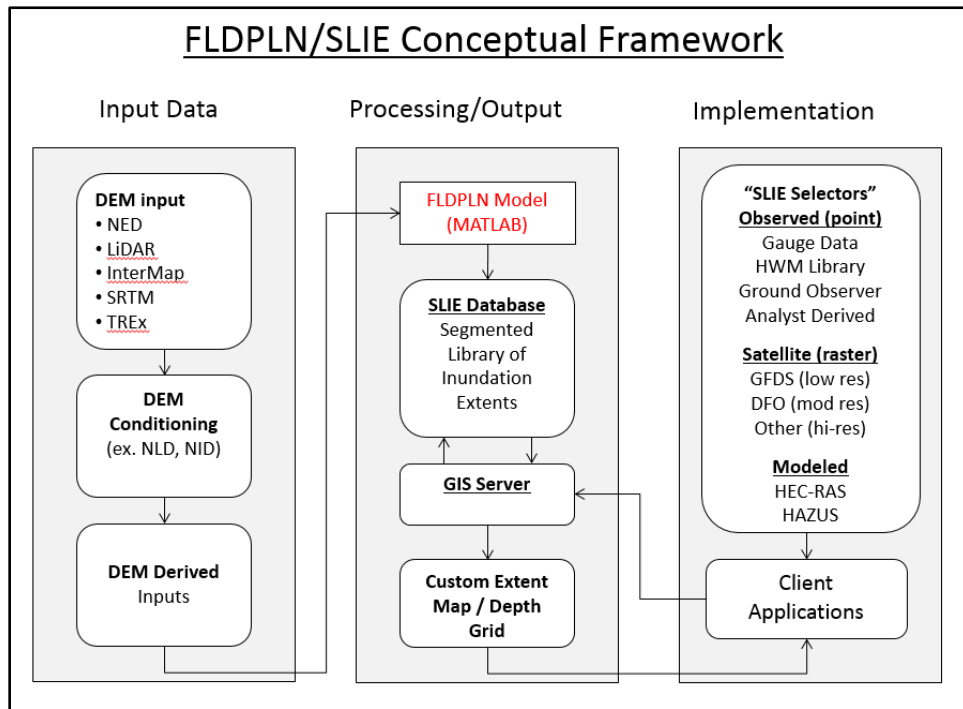 FLDPLN/SLIE Conceptual Framework
Input Data
DEM input
• NED
• LiDAR
• InterMap
• SRTM
• TREx
DEM
Conditioning
(ex. NLD, NID)
DEM Derived
Inputs
Processing/Output
FLDPLN Model
(MATLAB)
SLIE Database
Segmented
Library of
Inundation
Extents
GIS Server
Custom Extent
Map / Depth
Grid
Implementation
“SLIE Selectors”
Observed (point)
Gauge Data
HWM Library
Ground Observer
Analyst Derived
Satellite (raster)
GFDS (low res)
DFO (mod res)
Other (hi-res)
Modeled
HEC-RAS
HAZUS
Client
Applications